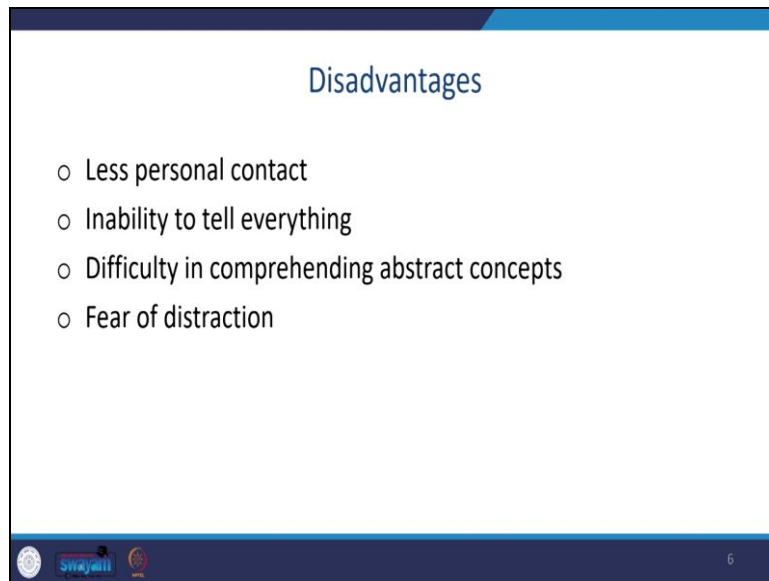 Disadvantages
o Less personal contact
o Inability to tell everything
o Difficulty in comprehending abstract concepts
o Fear of distraction
swayam
6